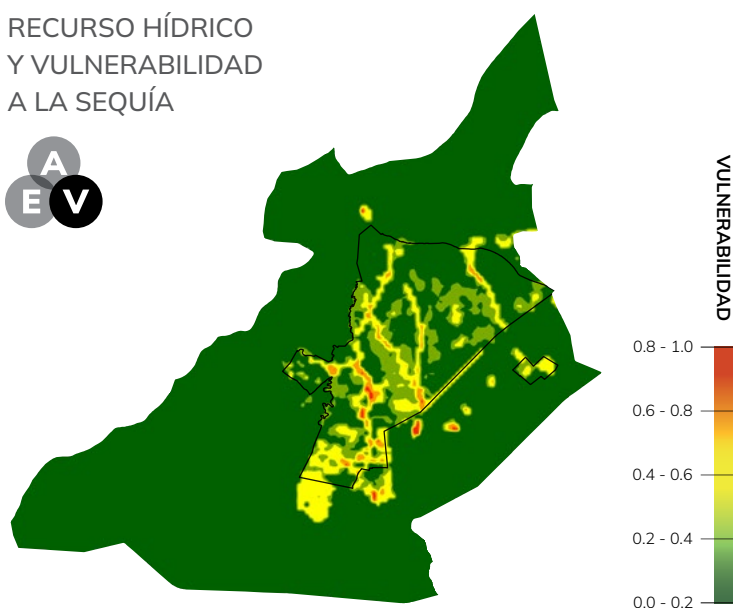 RECURSO HÍDRICO
Y VULNERABILIDAD
A LA SEQUÍA
A
E V
VULNERABILIDAD
0.8 - 1.0
0.6 - 0.8
0.4 - 0.6
0.2 - 0.4
0.0 - 0.2